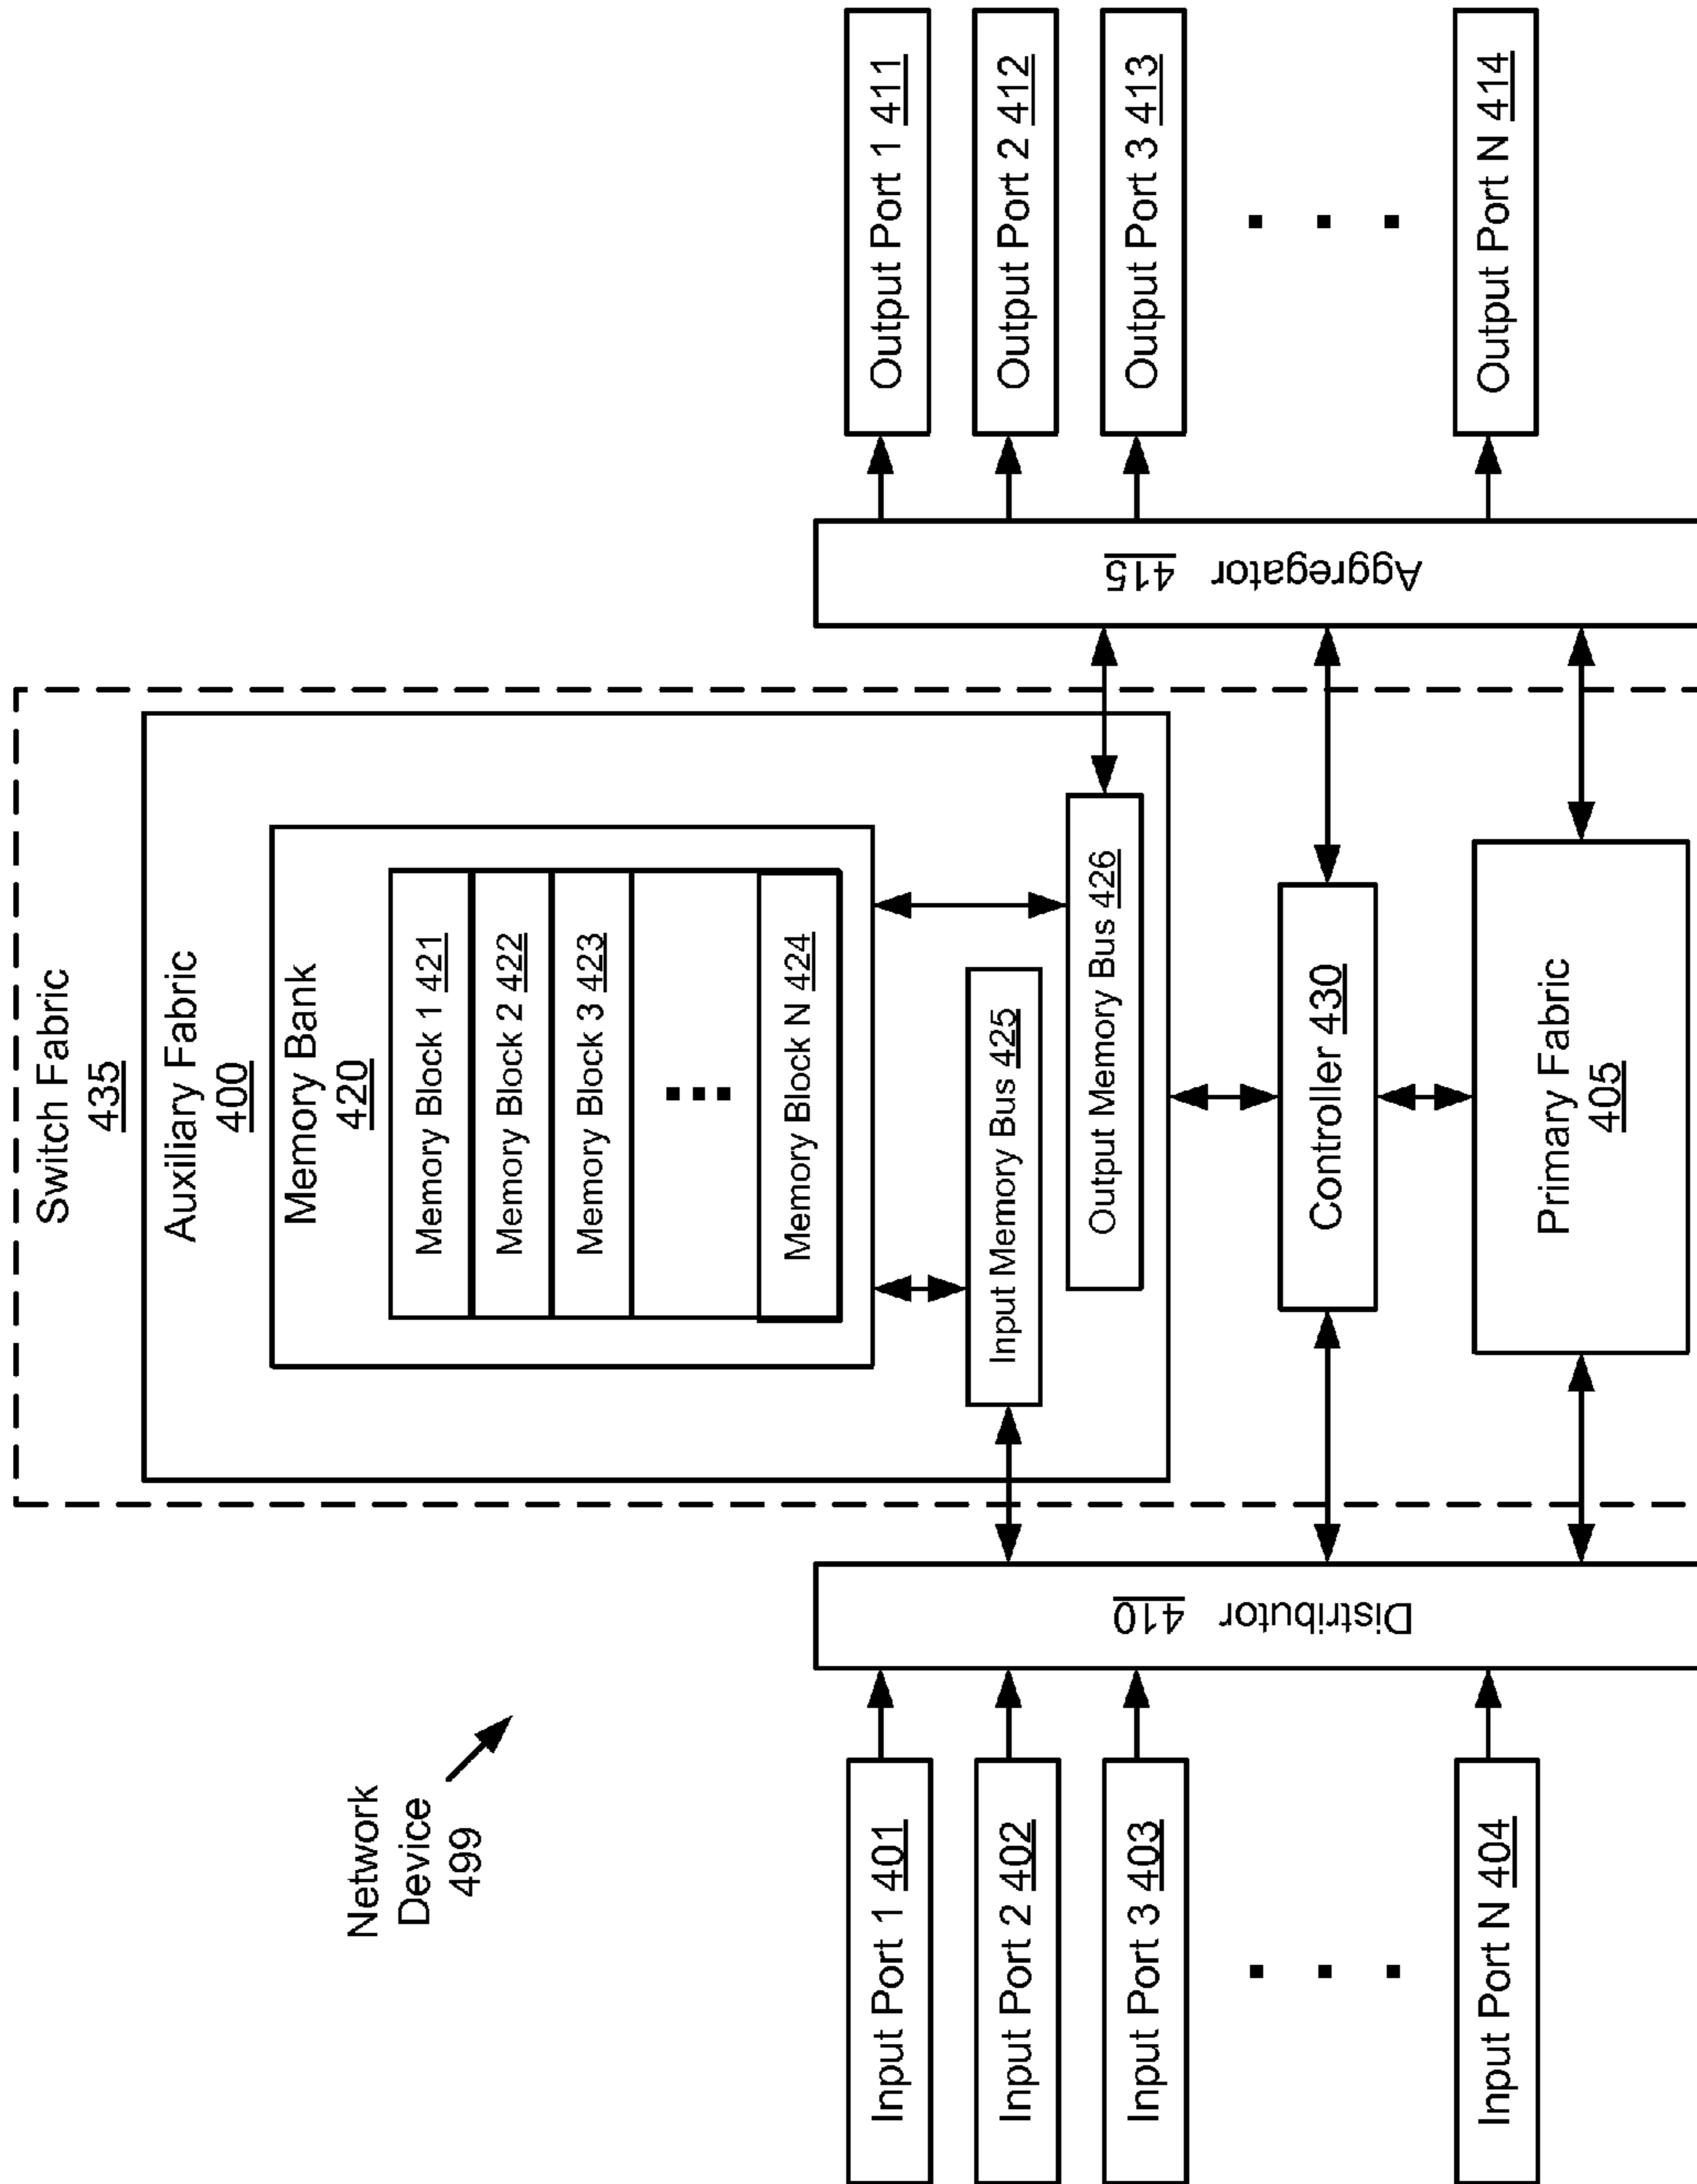 Network
Device
499
Switch Fabric
435
Auxiliary Fabric
400
Memory Bank
420
Memory Block 1 421
Memory Block 2 422
Memory Block 3 423
Memory Block N 424
Input Memory Bus 425
Output Memory Bus 426
Controller 430
Primary Fabric
405
Input Port 1 401
Input Port 2 402
Input Port 3 403
Input Port N 404
Distributor 410
Aggregator 415
Output Port 1 411
Output Port 2 412
Output Port 3 413
Output Port N 414